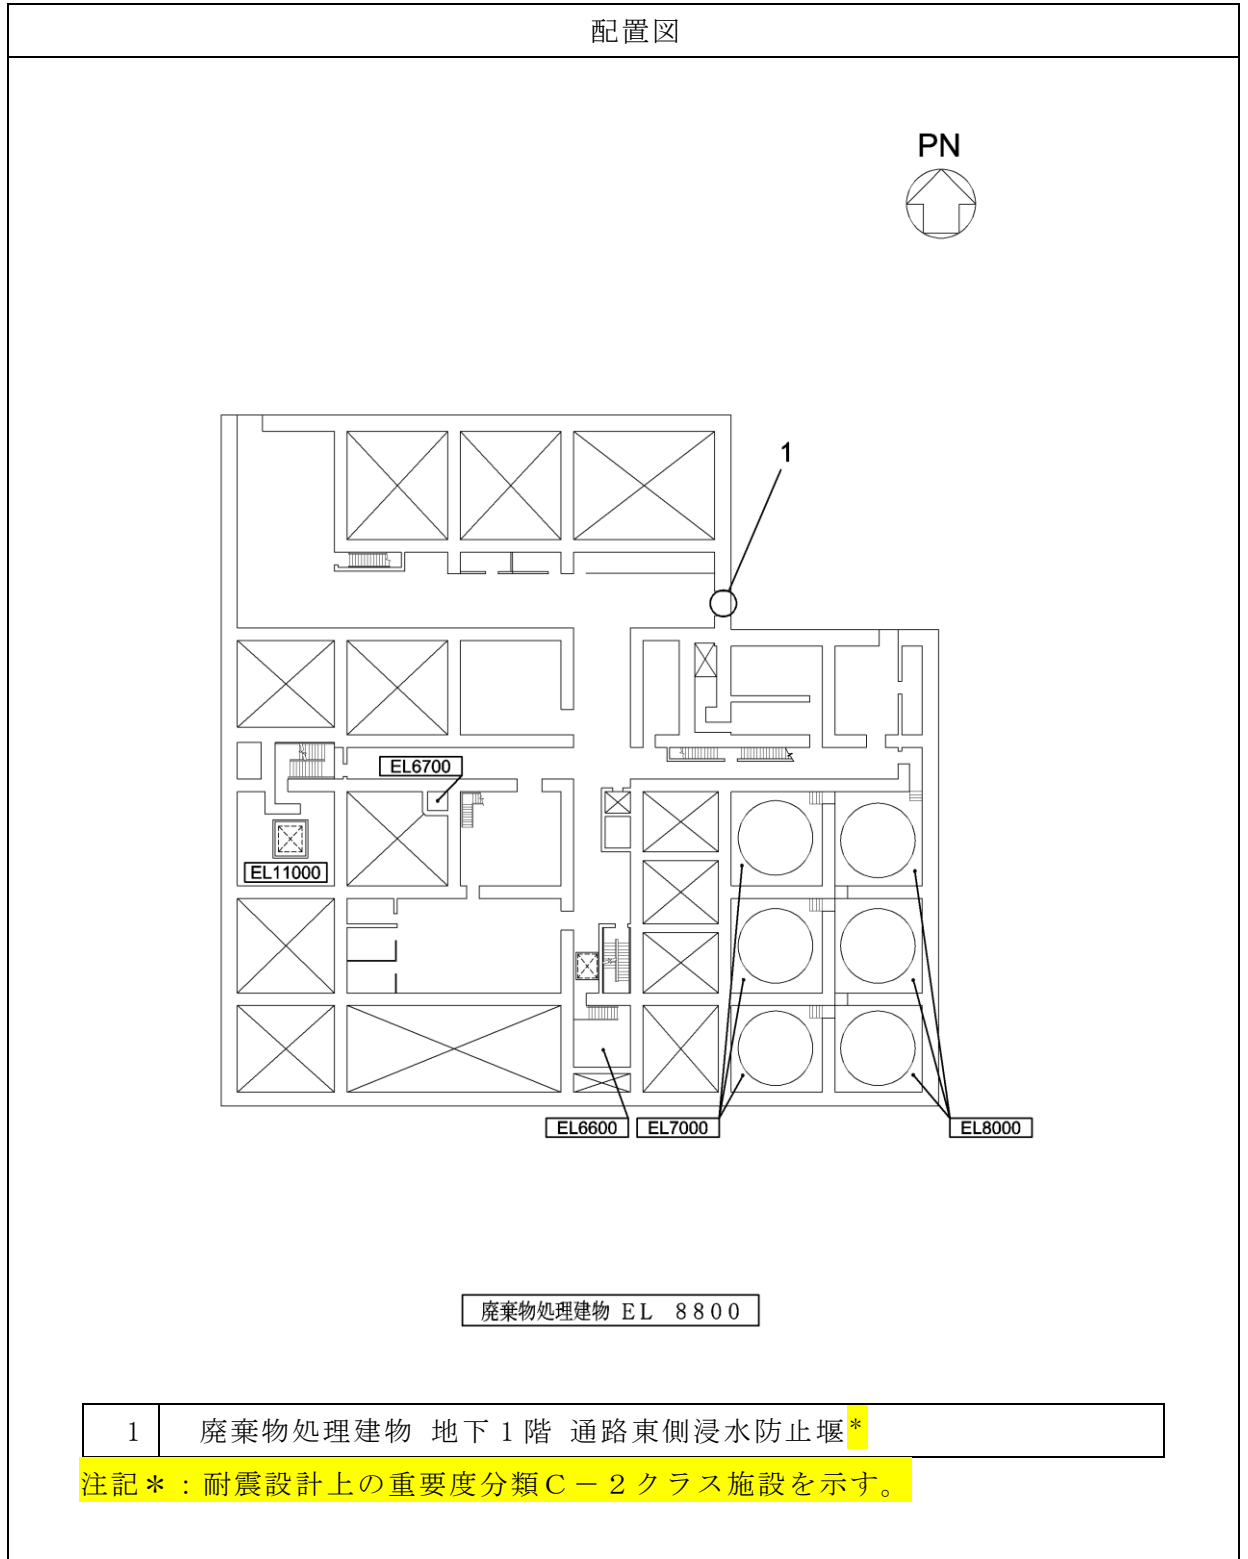 配置図
PN
1
EL6700
EL11000
EL6600
EL7000
EL8000
廃棄物処理建物 EL 8800
1 廃棄物処理建物 地下1階 通路東側浸水防止堰*
注記*:耐震設計上の重要度分類C-2クラス施設を示す。